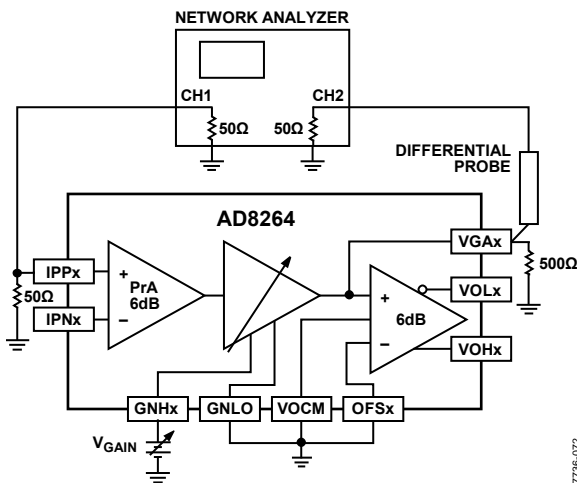 NETWORK ANALYZER
CH1
CH2
50Ω
50Ω
DIFFERENTIAL
PROBE
AD8264
IPPx
IPNx
50Ω
+
PrA
6dB
–
+
6dB
–
VGAx
500Ω
VOLx
VOHx
GNHx
GNLO
VOCM
OFSx
VGAIN
7736-072